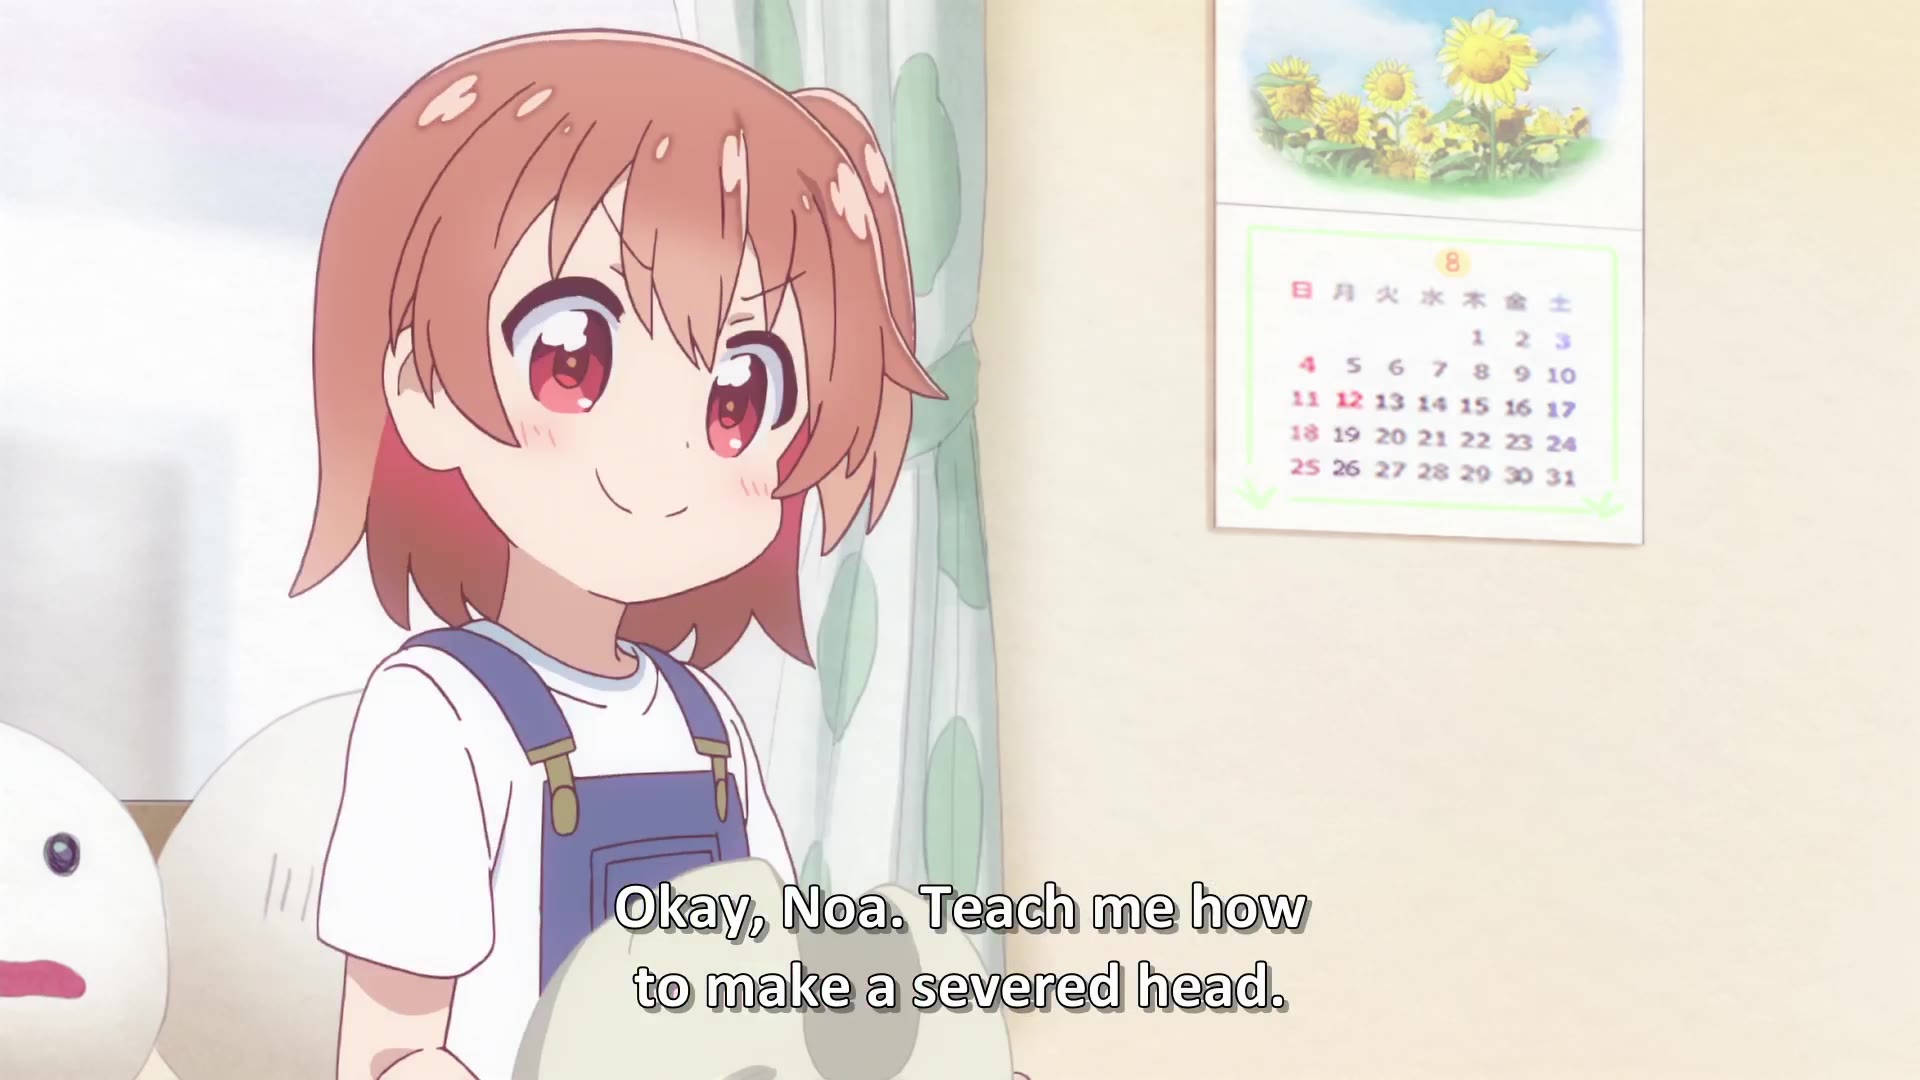 8
日 月 火 水 木 金 土
1 2 3
4 5 6 7 8 9 10
11 12 13 14 15 16 17
18 19 20 21 22 23 24
25 26 27 28 29 30 31
Okay, Noa. Teach me how
to make a severed head.